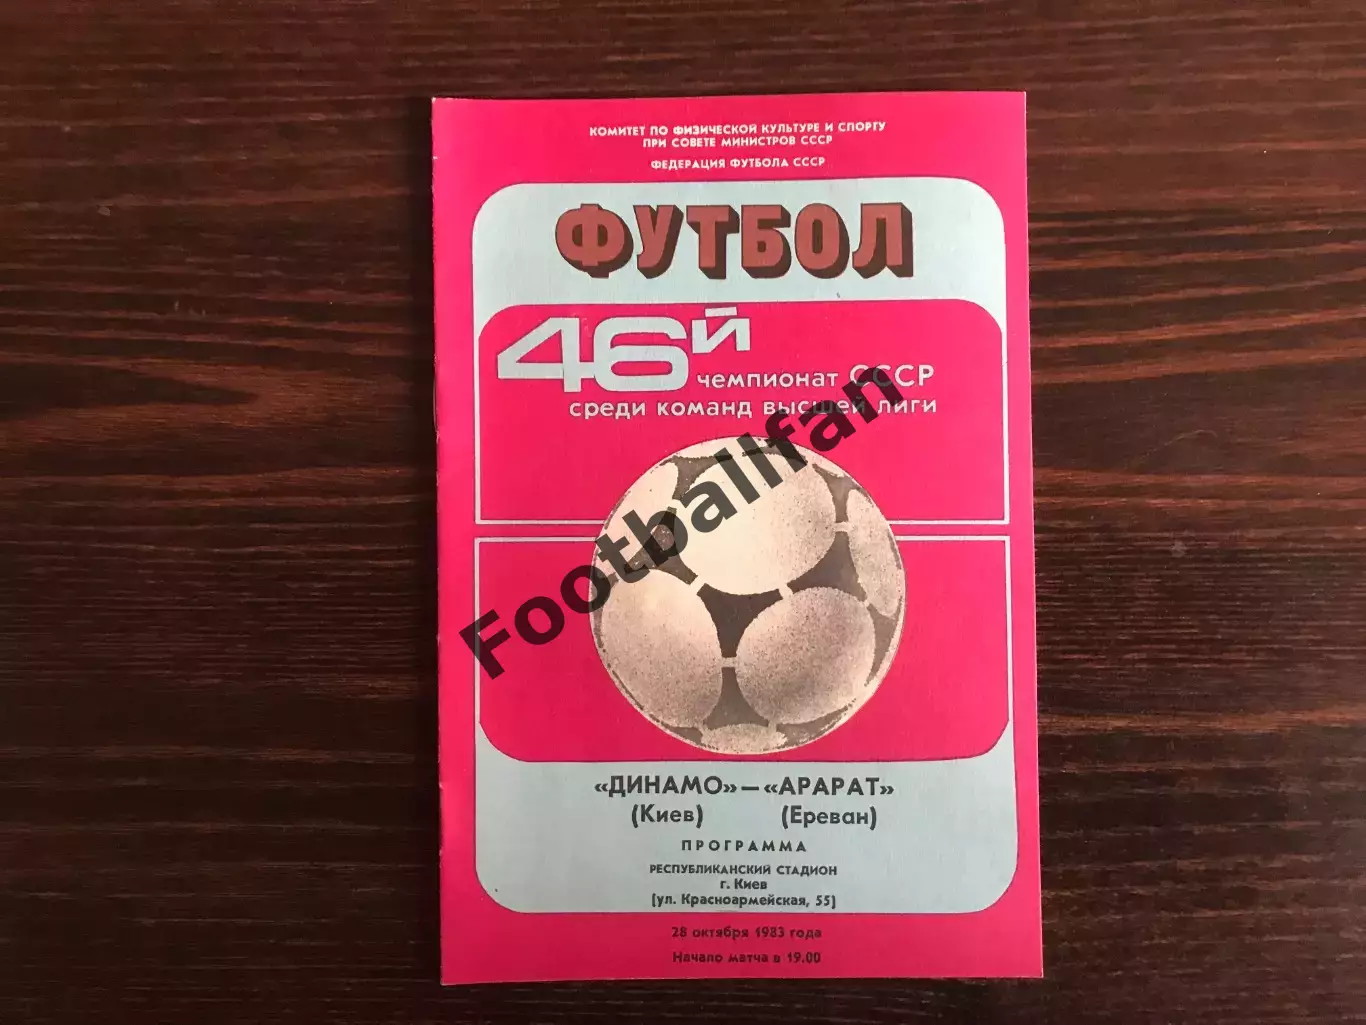 КОМИТЕТ ПО ФИЗИЧЕСКОЙ КУЛЬТУРЕ И СПОРТУ
ПРИ СОВЕТЕ МИНИСТРОВ СССР
ФЕДЕРАЦИЯ ФУТБОЛА СССР
ФУТБОЛ
46й
чемпионат СССР
среди команд высшей лиги
Footballfan
«ДИНАМО» — «АРАРАТ»
(Киев) (Ереван)
ПРОГРАММА
РЕСПУБЛИКАНСКИЙ СТАДИОН
г. Киев
(ул. Красноармейская, 55)
28 октября 1983 года
Начало матча в 19.00